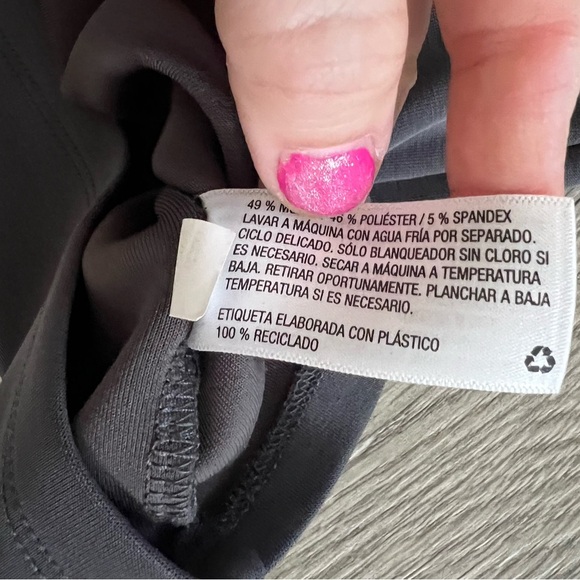 49 % 46 % POLIÉSTER / 5 % SPANDEX
LAVAR A MÁQUINA CON AGUA FRÍA POR SEPARADO.
CICLO DELICADO. SÓLO BLANQUEADOR SIN CLORO SI
ES NECESARIO. SECAR A MÁQUINA A TEMPERATURA
BAJA. RETIRAR OPORTUNAMENTE. PLANCHAR A BAJA
TEMPERATURA SI ES NECESARIO.
ETIQUETA ELABORADA CON PLÁSTICO
100 % RECICLADO